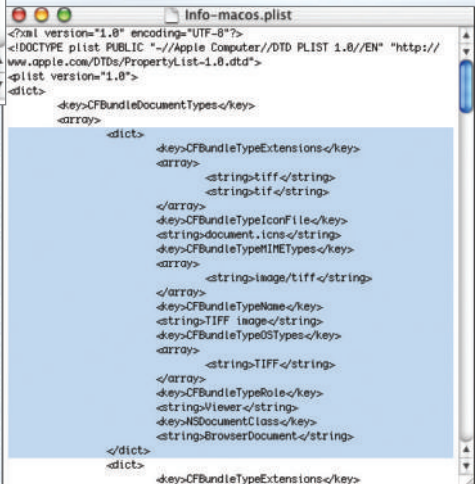 Info-macos.plist
<?xml version="1.0" encoding="UTF-8"?>
<!DOCTYPE plist PUBLIC "-//Apple Computer//DTD PLIST 1.0//EN" "http://
www.apple.com/DTDs/PropertyList-1.0.dtd">
<plist version="1.0">
<dict>
<key>CFBundleDocumentTypes</key>
<array>
<dict>
<key>CFBundleTypeExtensions</key>
<array>
<string>tiff</string>
<string>tif</string>
</array>
<key>CFBundleTypeIconFile</key>
<string>document.icns</string>
<key>CFBundleTypeMIMETypes</key>
<array>
<string>image/tiff</string>
</array>
<key>CFBundleTypeName</key>
<string>TIFF image</string>
<key>CFBundleTypeOSTypes</key>
<array>
<string>TIFF</string>
</array>
<key>CFBundleTypeRole</key>
<string>Viewer</string>
<key>NSDocumentClass</key>
<string>BrowserDocument</string>
</dict>
<dict>
<key>CFBundleTypeExtensions</key>